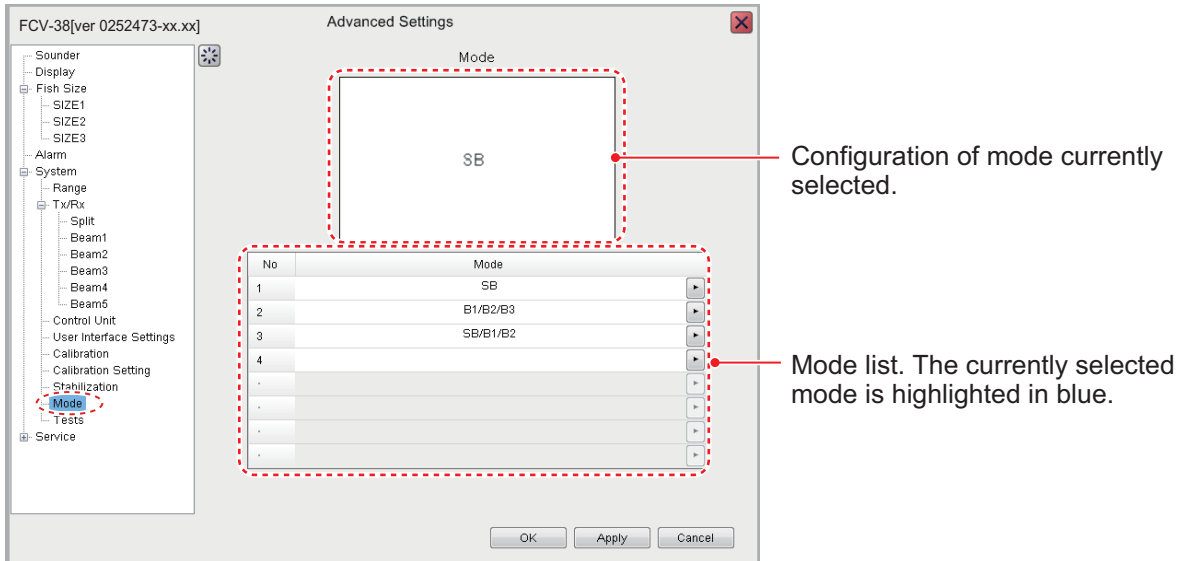 FCV-38[ver 0252473-xx.xx]
Advanced Settings
Sounder
Display
Fish Size
SIZE1
SIZE2
SIZE3
Alarm
System
Range
Tx/Rx
Split
Beam1
Beam2
Beam3
Beam4
Beam5
Control Unit
User Interface Settings
Calibration
Calibration Setting
Stabilization
Mode
Tests
Service
Mode
SB
No Mode
1 SB
2 B1/B2/B3
3 SB/B1/B2
4
OK Apply Cancel
Configuration of mode currently
selected.
Mode list. The currently selected
mode is highlighted in blue.